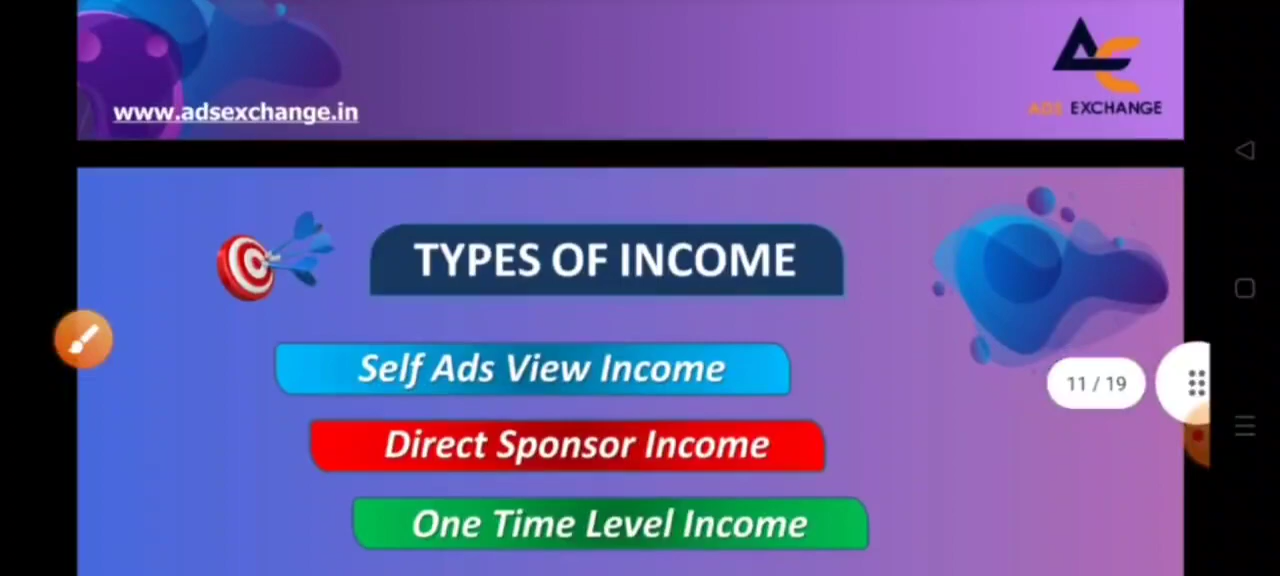 www.adsexchange.in
ADS EXCHANGE
TYPES OF INCOME
Self Ads View Income
11 / 19
Direct Sponsor Income
One Time Level Income